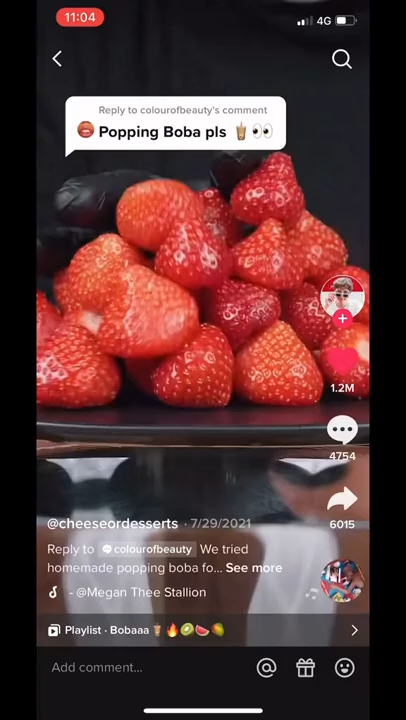 11:04
4G
Reply to colourofbeauty's comment
Popping Boba pls 🧋👀
1.2M
4754
6015
@cheeseordesserts · 7/29/2021
Reply to colourofbeauty We tried
homemade popping boba fo... See more
- @Megan Thee Stallion
Playlist · Bobaaa🧋🔥🥝🍉🥭
Add comment...